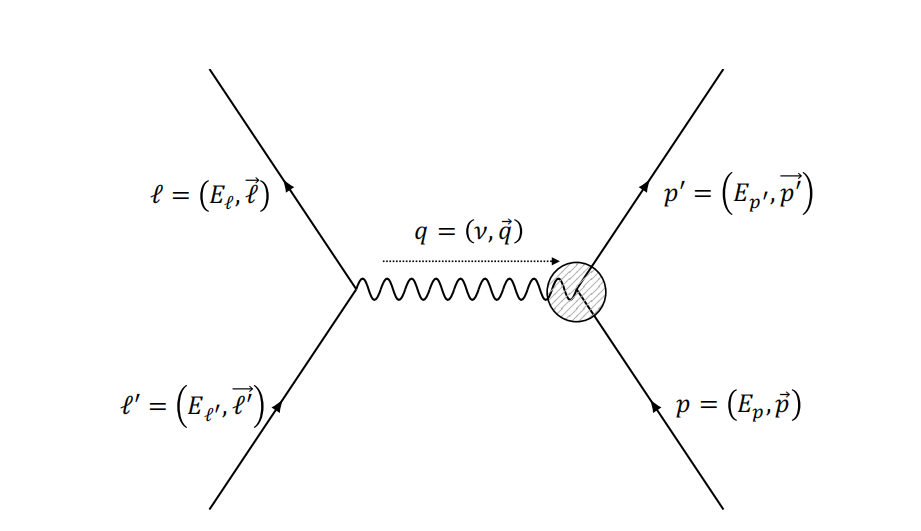 ℓ = (E_ℓ, ℓ⃗)
p′ = (E_p′, p′⃗)
q = (ν, q⃗)
ℓ′ = (E_ℓ′, ℓ′⃗)
p = (E_p, p⃗)